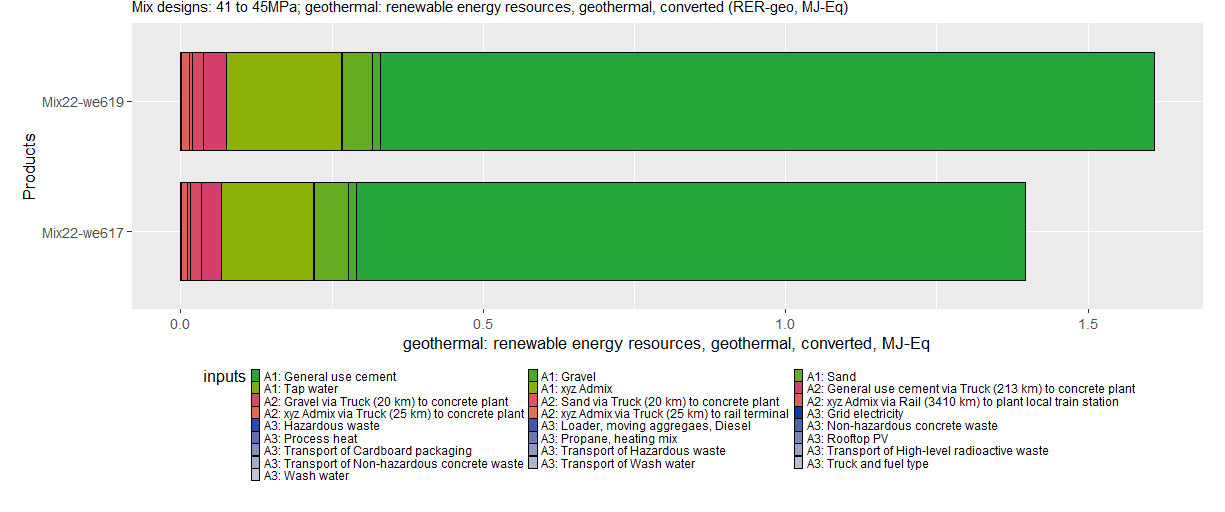 Mix designs: 41 to 45MPa; geothermal: renewable energy resources, geothermal, converted (RER-geo, MJ-Eq)
Products
Mix22-we619
Mix22-we617
0.0 0.5 1.0 1.5
geothermal: renewable energy resources, geothermal, converted, MJ-Eq
inputs
A1: General use cement A1: Gravel A1: Sand
A1: Tap water A1: xyz Admix A2: General use cement via Truck (213 km) to concrete plant
A2: Gravel via Truck (20 km) to concrete plant A2: Sand via Truck (20 km) to concrete plant A2: xyz Admix via Rail (3410 km) to plant local train station
A2: xyz Admix via Truck (25 km) to concrete plant A2: xyz Admix via Truck (25 km) to rail terminal A3: Grid electricity
A3: Hazardous waste A3: Loader, moving aggregaes, Diesel A3: Non-hazardous concrete waste
A3: Process heat A3: Propane, heating mix A3: Rooftop PV
A3: Transport of Cardboard packaging A3: Transport of Hazardous waste A3: Transport of High-level radioactive waste
A3: Transport of Non-hazardous concrete waste A3: Transport of Wash water A3: Truck and fuel type
A3: Wash water